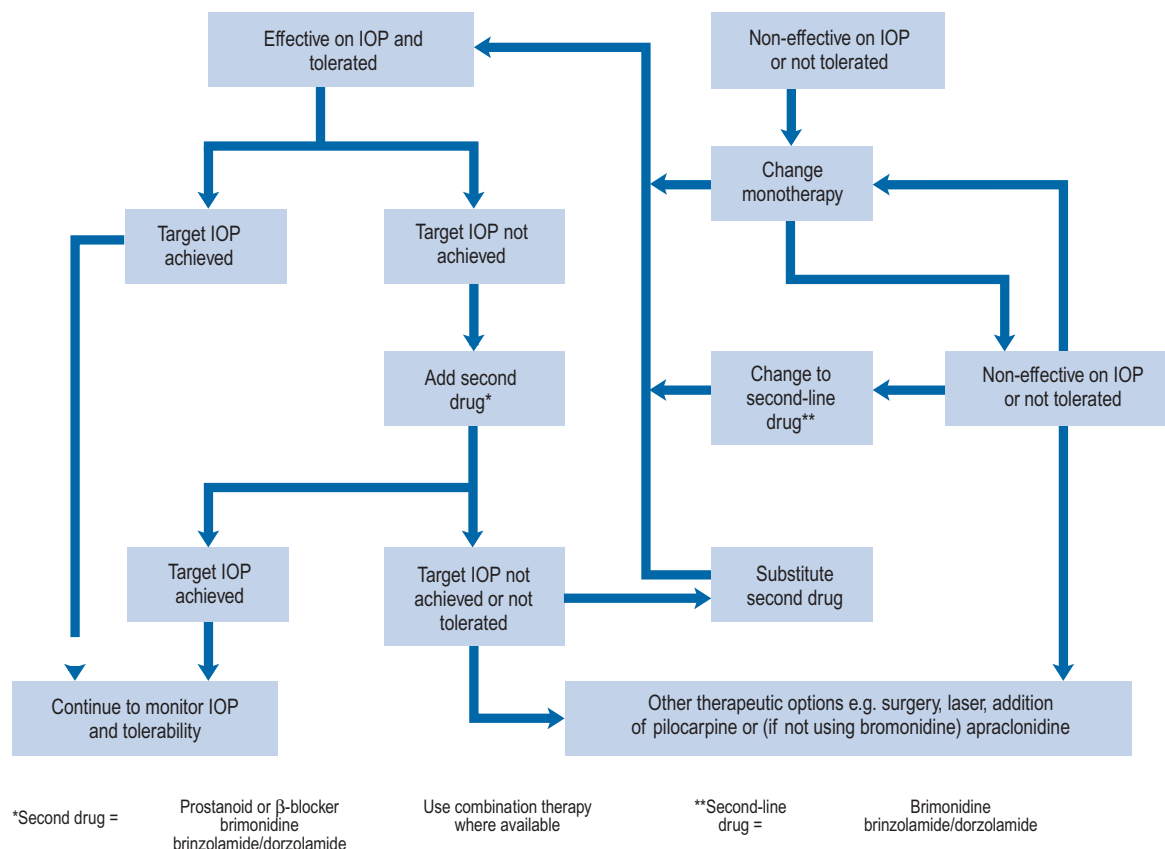 Effective on IOP and
tolerated
Non-effective on IOP
or not tolerated
Change
monotherapy
Target IOP
achieved
Target IOP not
achieved
Add second
drug*
Change to
second-line
drug**
Non-effective on IOP
or not tolerated
Target IOP
achieved
Target IOP not
achieved or not
tolerated
Substitute
second drug
Continue to monitor IOP
and tolerability
Other therapeutic options e.g. surgery, laser, addition
of pilocarpine or (if not using bromonidine) apraclonidine
*Second drug =
Prostanoid or β-blocker
brimonidine
brinzolamide/dorzolamide
Use combination therapy
where available
**Second-line
drug =
Brimonidine
brinzolamide/dorzolamide